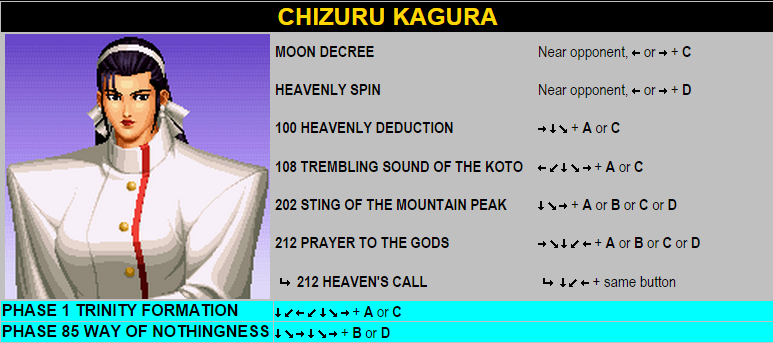 CHIZURU KAGURA
MOON DECREE Near opponent, ← or → + C
HEAVENLY SPIN Near opponent, ← or → + D
100 HEAVENLY DEDUCTION →↓↘ + A or C
108 TREMBLING SOUND OF THE KOTO ←↙↓↘→ + A or C
202 STING OF THE MOUNTAIN PEAK ↓↘→ + A or B or C or D
212 PRAYER TO THE GODS →↘↓↙← + A or B or C or D
↳ 212 HEAVEN'S CALL ↳ ↓↙← + same button
PHASE 1 TRINITY FORMATION ↓↙←↙↓↘→ + A or C
PHASE 85 WAY OF NOTHINGNESS ↓↘→↓↘→ + B or D